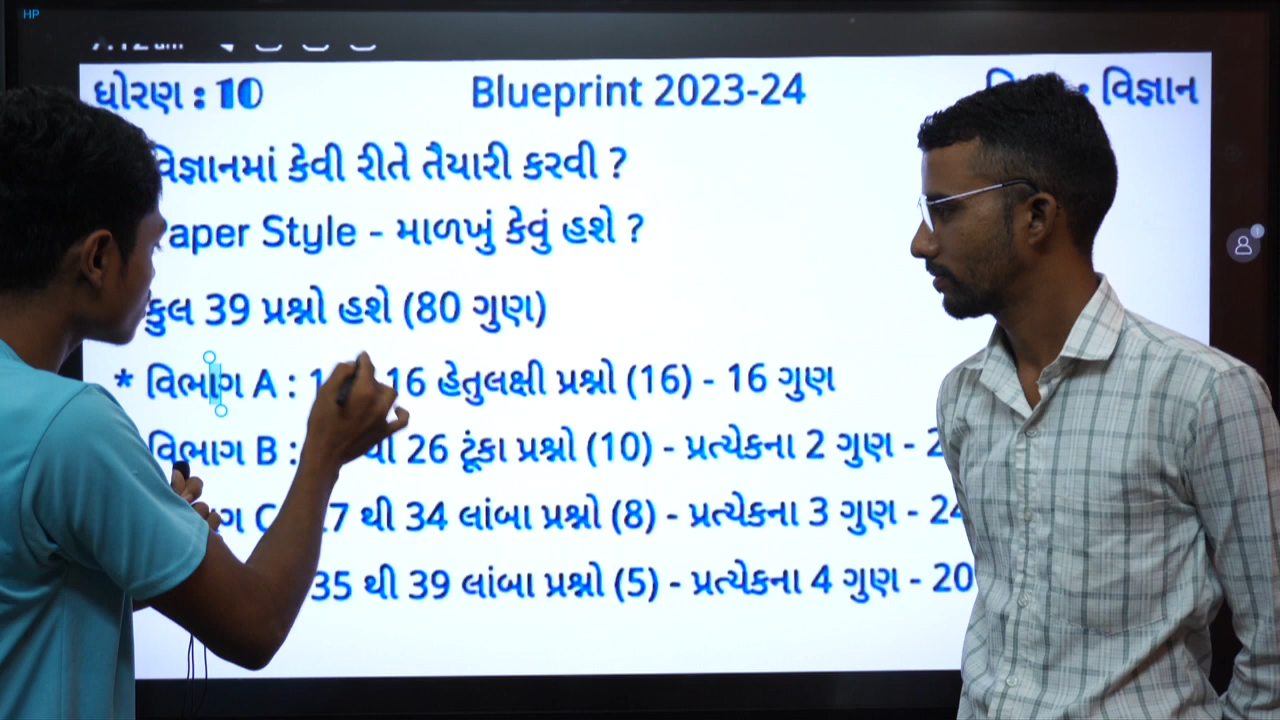 HP
ધોરણ : 10 Blueprint 2023-24 વિજ્ઞાન
વિજ્ઞાનમાં કેવી રીતે તૈયારી કરવી ?
Style - માળખું કેવું હશે ?
કુલ 39 પ્રશ્નો હશે (80 ગુણ)
* વિભાગ A : 16 હેતુલક્ષી પ્રશ્નો (16) - 16 ગુણ
વિભાગ B : 26 ટૂંકા પ્રશ્નો (10) - પ્રત્યેકના 2 ગુણ -
થી 34 લાંબા પ્રશ્નો (8) - પ્રત્યેકના 3 ગુણ - 24
35 થી 39 લાંબા પ્રશ્નો (5) - પ્રત્યેકના 4 ગુણ - 20